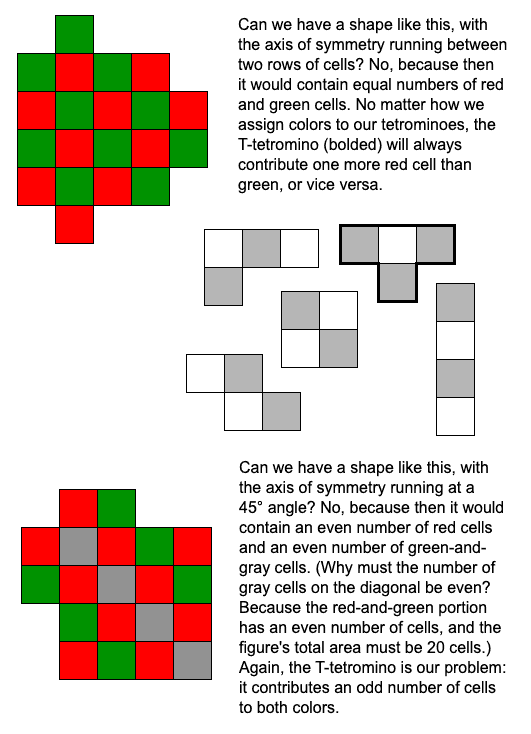 Can we have a shape like this, with
the axis of symmetry running between
two rows of cells? No, because then
it would contain equal numbers of red
and green cells. No matter how we
assign colors to our tetrominoes, the
T-tetromino (bolded) will always
contribute one more red cell than
green, or vice versa.
Can we have a shape like this, with
the axis of symmetry running at a
45° angle? No, because then it would
contain an even number of red cells
and an even number of green-and-
gray cells. (Why must the number of
gray cells on the diagonal be even?
Because the red-and-green portion
has an even number of cells, and the
figure's total area must be 20 cells.)
Again, the T-tetromino is our problem:
it contributes an odd number of cells
to both colors.